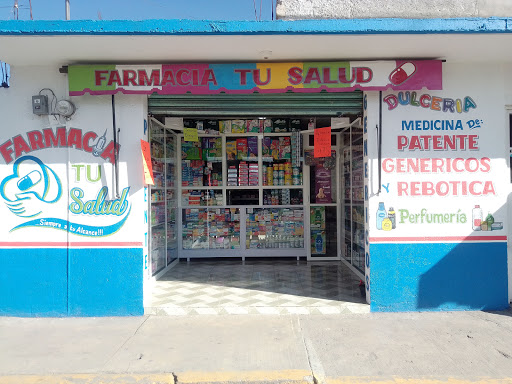 FARMACIA TU SALUD
FARMACIA
TU
Salud
...Siempre a tu Alcance!!!
DULCERIA
MEDICINA DE:
PATENTE
GENERICOS
Y REBOTICA
Perfumería